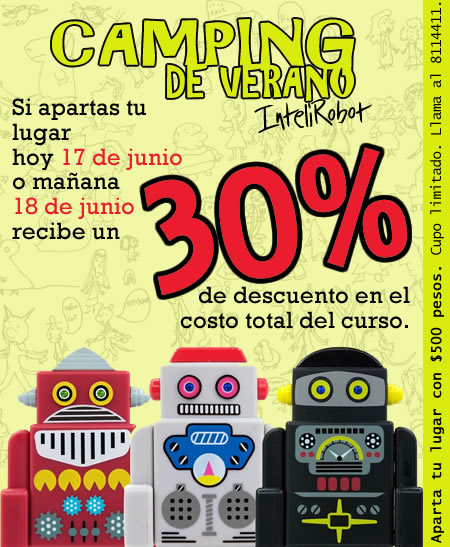 CAMPING
DE VERANO
InteliRobot
Si apartas tu
lugar
hoy 17 de junio
o mañana
18 de junio
recibe un
30%
de descuento en el
costo total del curso.
Aparta tu lugar con $500 pesos. Cupo limitado. Llama al 8114411.